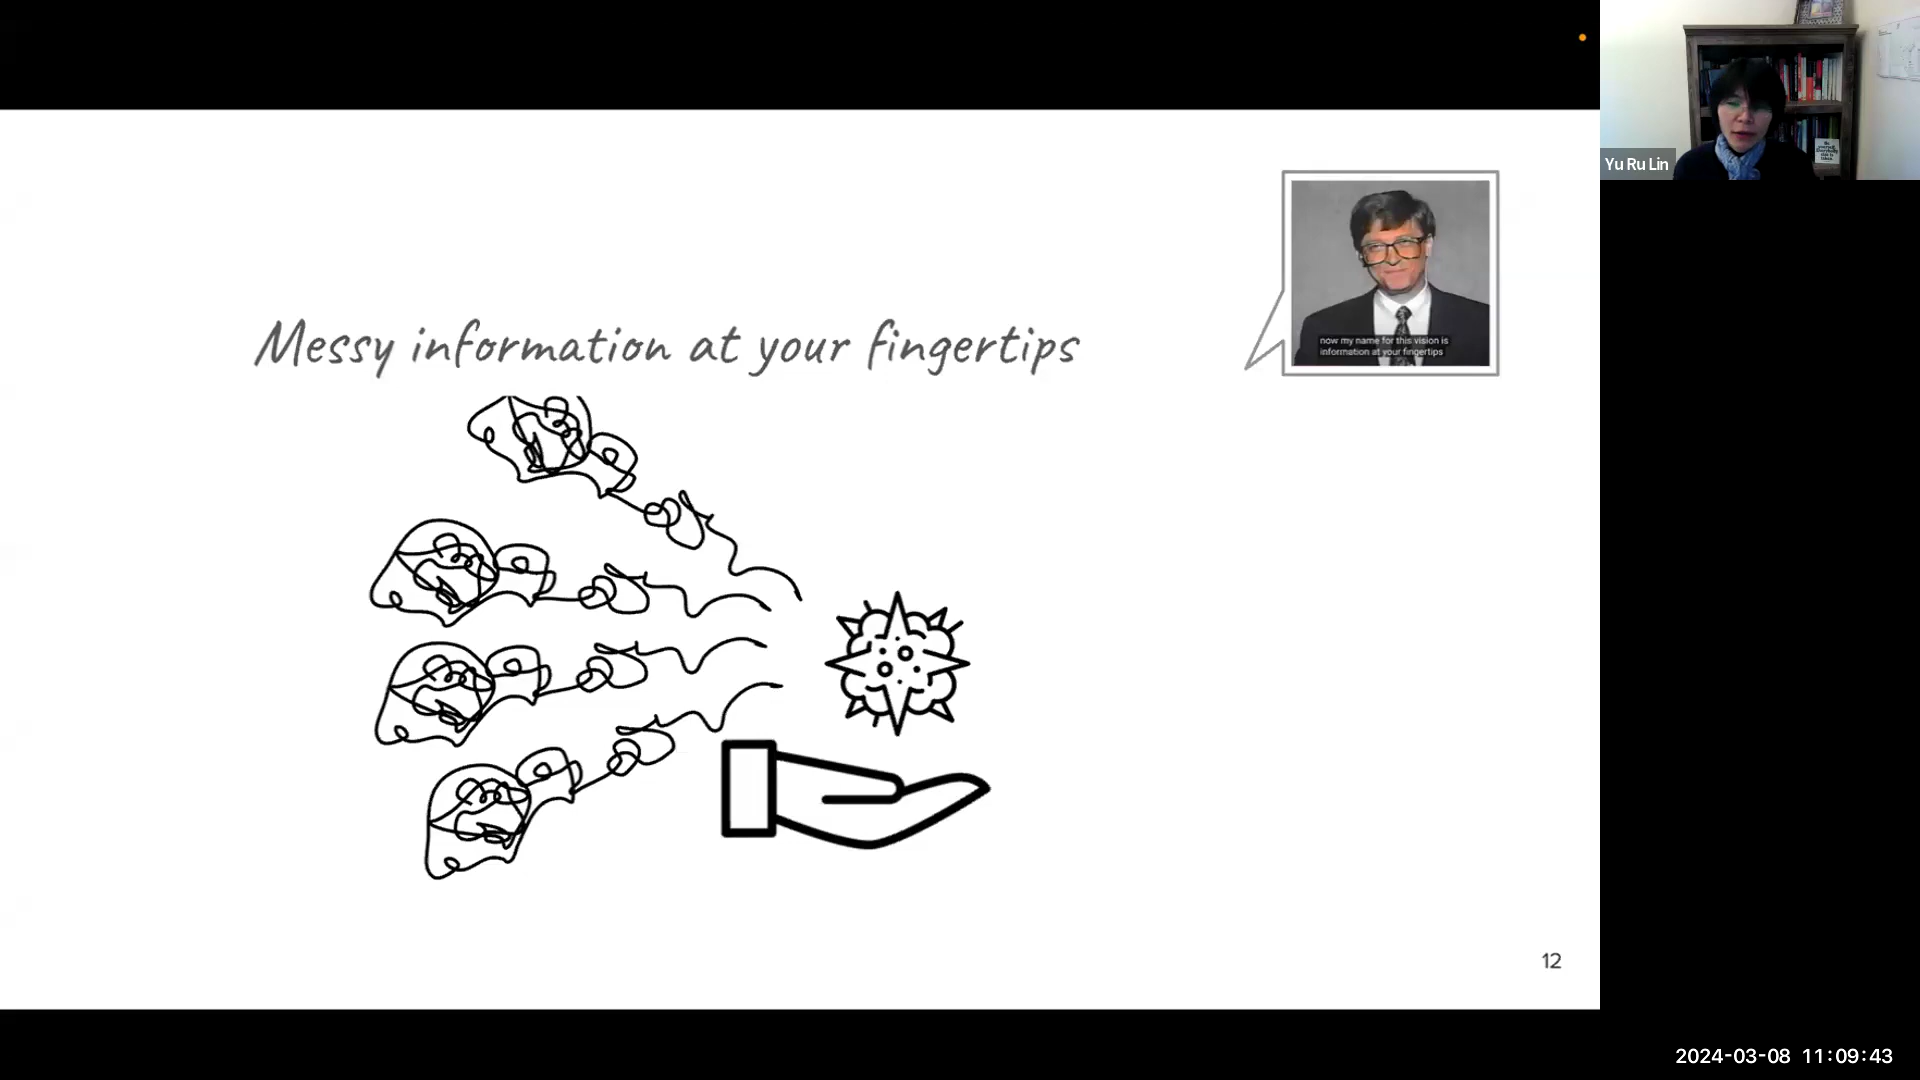 Yu Ru Lin
Messy information at your fingertips
now my name for this vision is
information at your fingertips
12
2024-03-08 11:09:43